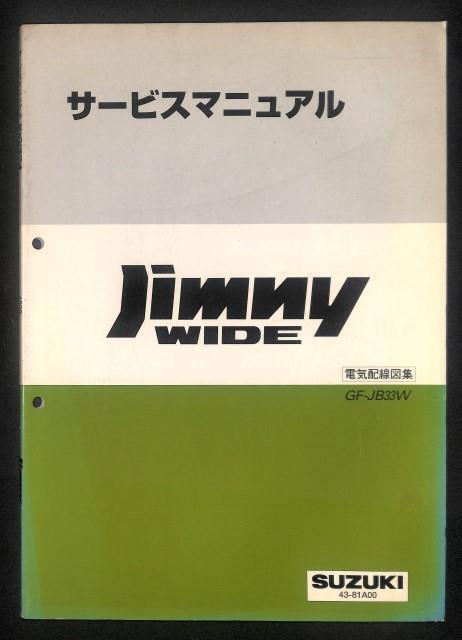 サービスマニュアル
Jimny
WIDE
電気配線図集
GF-JB33W
SUZUKI
43-81A00